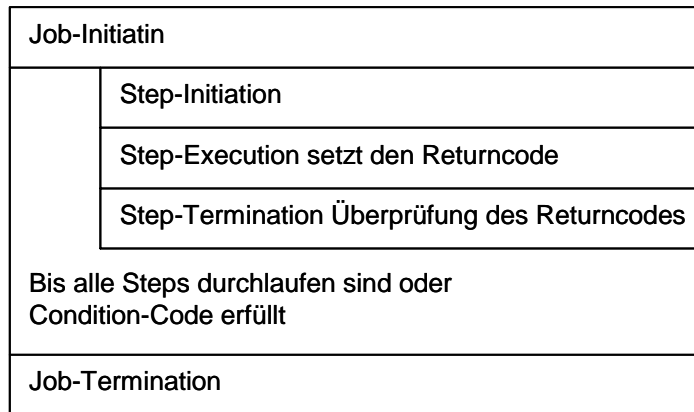 Job-Initiatin
Step-Initiation
Step-Execution setzt den Returncode
Step-Termination Überprüfung des Returncodes
Bis alle Steps durchlaufen sind oder
Condition-Code erfüllt
Job-Termination